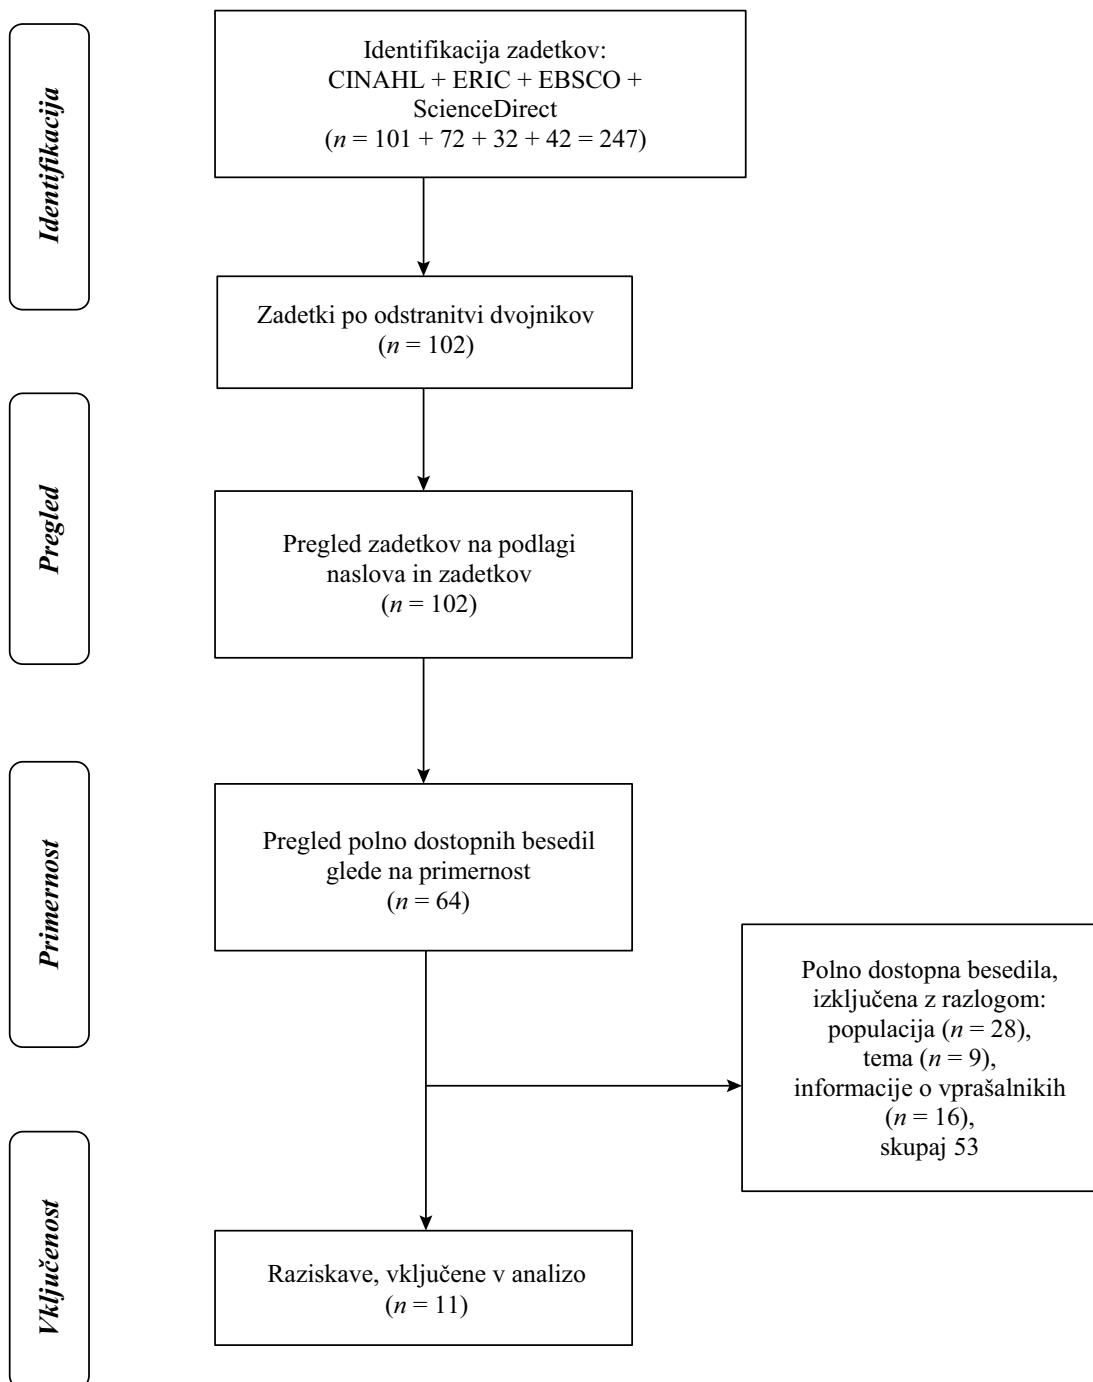 Identifikacija
Identifikacija zadetkov:
CINAHL + ERIC + EBSCO +
ScienceDirect
(n = 101 + 72 + 32 + 42 = 247)
Zadetki po odstranitvi dvojnikov
(n = 102)
Pregled
Pregled zadetkov na podlagi
naslova in zadetkov
(n = 102)
Primernost
Pregled polno dostopnih besedil
glede na primernost
(n = 64)
Polno dostopna besedila,
izključena z razlogom:
populacija (n = 28),
tema (n = 9),
informacije o vprašalnikih
(n = 16),
skupaj 53
Vključenost
Raziskave, vključene v analizo
(n = 11)